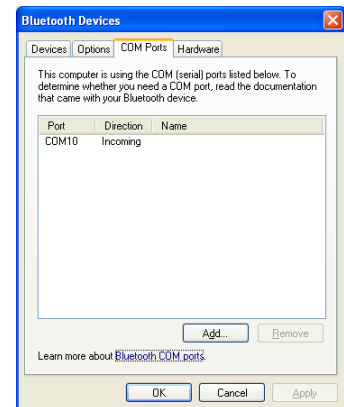 Bluetooth Devices
Devices Options COM Ports Hardware
This computer is using the COM (serial) ports listed below. To
determine whether you need a COM port, read the documentation
that came with your Bluetooth device.
Port Direction Name
COM10 Incoming
Add... Remove
Learn more about Bluetooth COM ports.
OK Cancel Apply